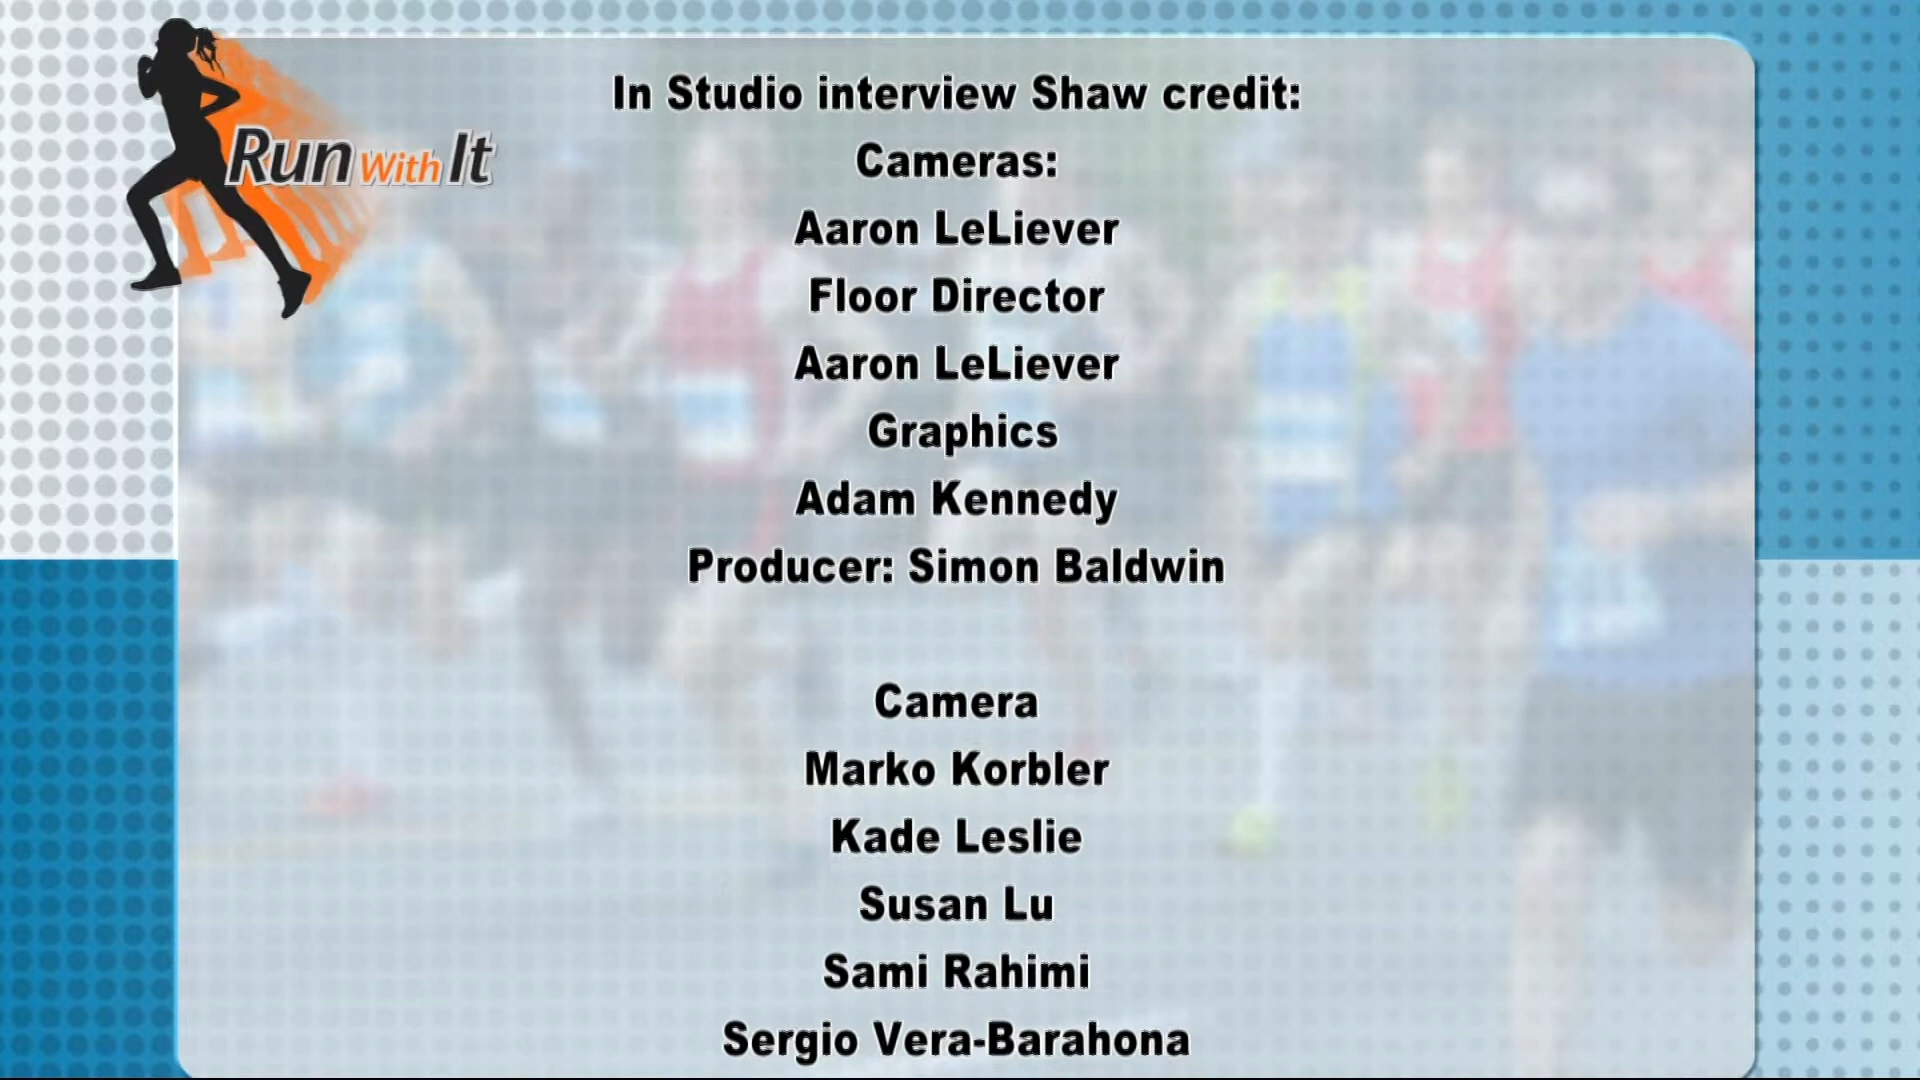 Run With It
In Studio interview Shaw credit:
Cameras:
Aaron LeLiever
Floor Director
Aaron LeLiever
Graphics
Adam Kennedy
Producer: Simon Baldwin
Camera
Marko Korbler
Kade Leslie
Susan Lu
Sami Rahimi
Sergio Vera-Barahona